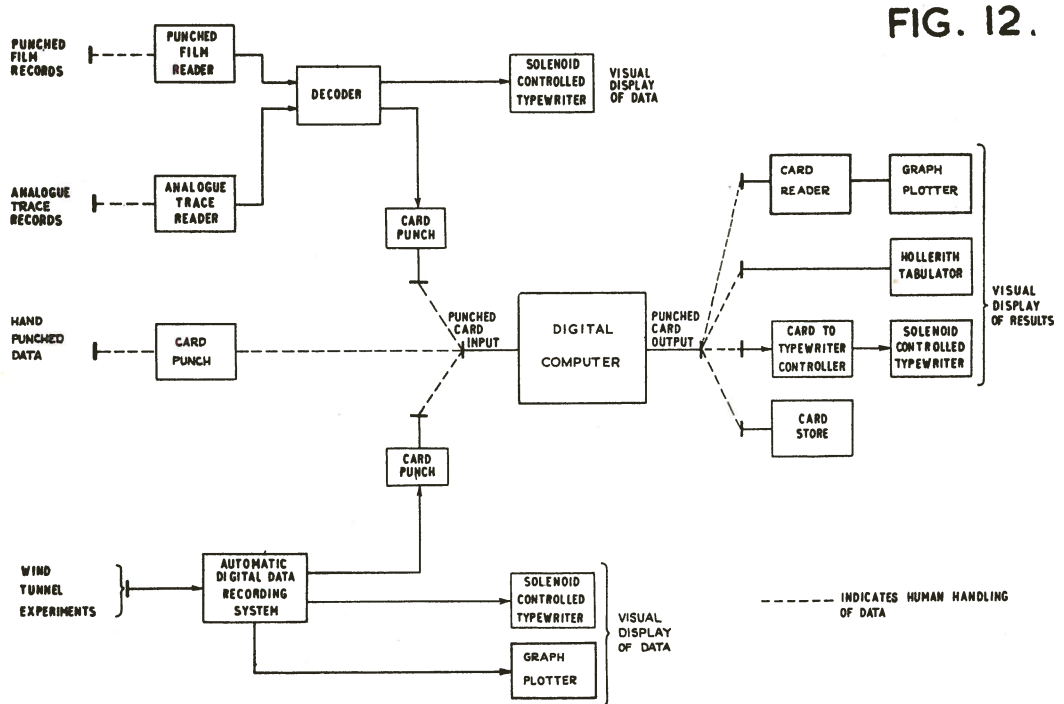 FIG. 12.
PUNCHED
FILM
RECORDS
PUNCHED
FILM
READER
DECODER
SOLENOID
CONTROLLED
TYPEWRITER
VISUAL
DISPLAY
OF DATA
ANALOGUE
TRACE
RECORDS
ANALOGUE
TRACE
READER
CARD
PUNCH
HAND
PUNCHED
DATA
CARD
PUNCH
PUNCHED
CARD
INPUT
DIGITAL
COMPUTER
PUNCHED
CARD
OUTPUT
CARD
READER
GRAPH
PLOTTER
HOLLERITH
TABULATOR
CARD TO
TYPEWRITER
CONTROLLER
SOLENOID
CONTROLLED
TYPEWRITER
VISUAL
DISPLAY
OF RESULTS
CARD
STORE
CARD
PUNCH
WIND
TUNNEL
EXPERIMENTS
AUTOMATIC
DIGITAL DATA
RECORDING
SYSTEM
SOLENOID
CONTROLLED
TYPEWRITER
GRAPH
PLOTTER
VISUAL
DISPLAY
OF DATA
INDICATES HUMAN HANDLING
OF DATA